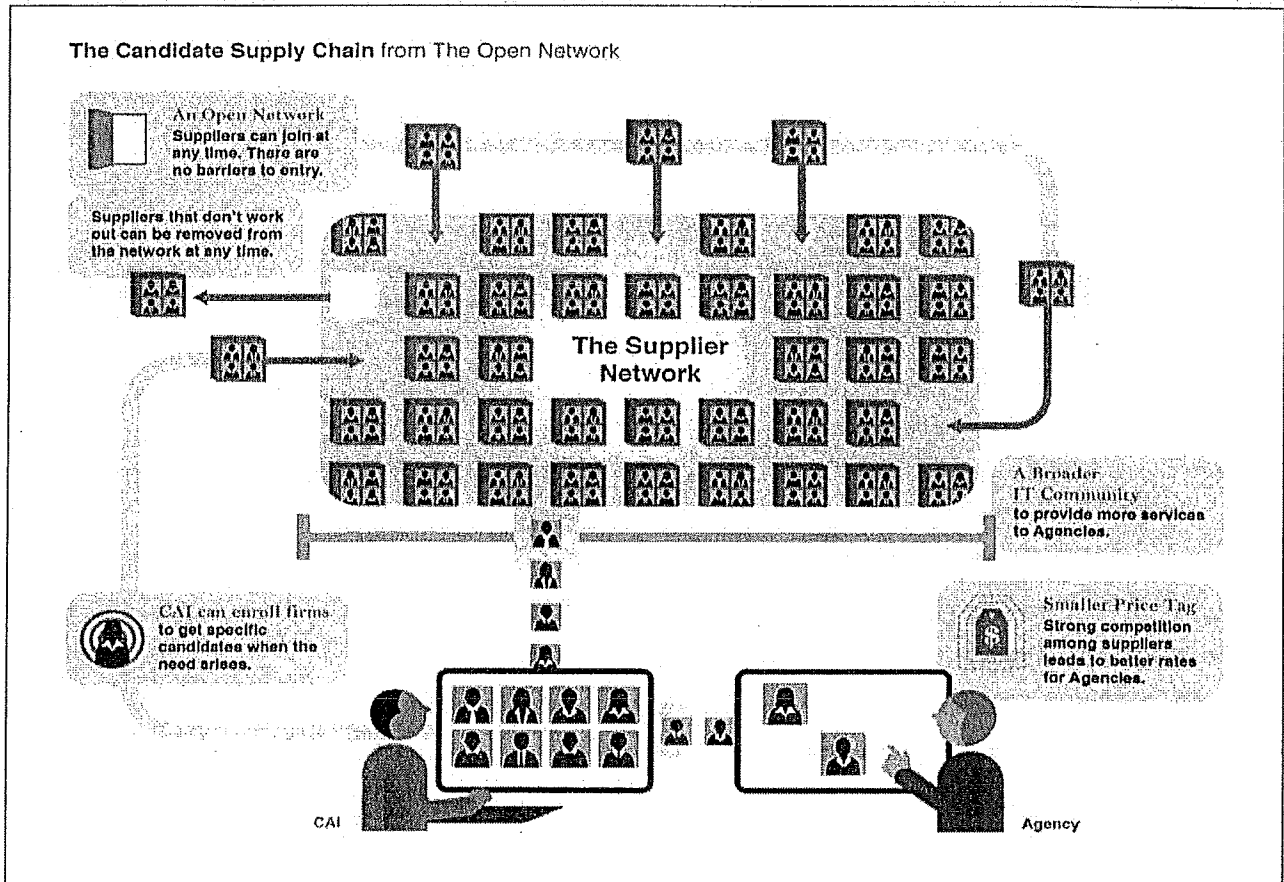 The Candidate Supply Chain from The Open Network
An Open Network
Suppliers can join at
any time. There are
no barriers to entry.
Suppliers that don't work
out can be removed from
the network at any time.
The Supplier
Network
A Broader
IT Community
to provide more services
to Agencies.
CAI can enroll firms
to get specific
candidates when the
need arises.
Smaller Price Tag
$
Strong competition
among suppliers
leads to better rates
for Agencies.
CAI
Agency